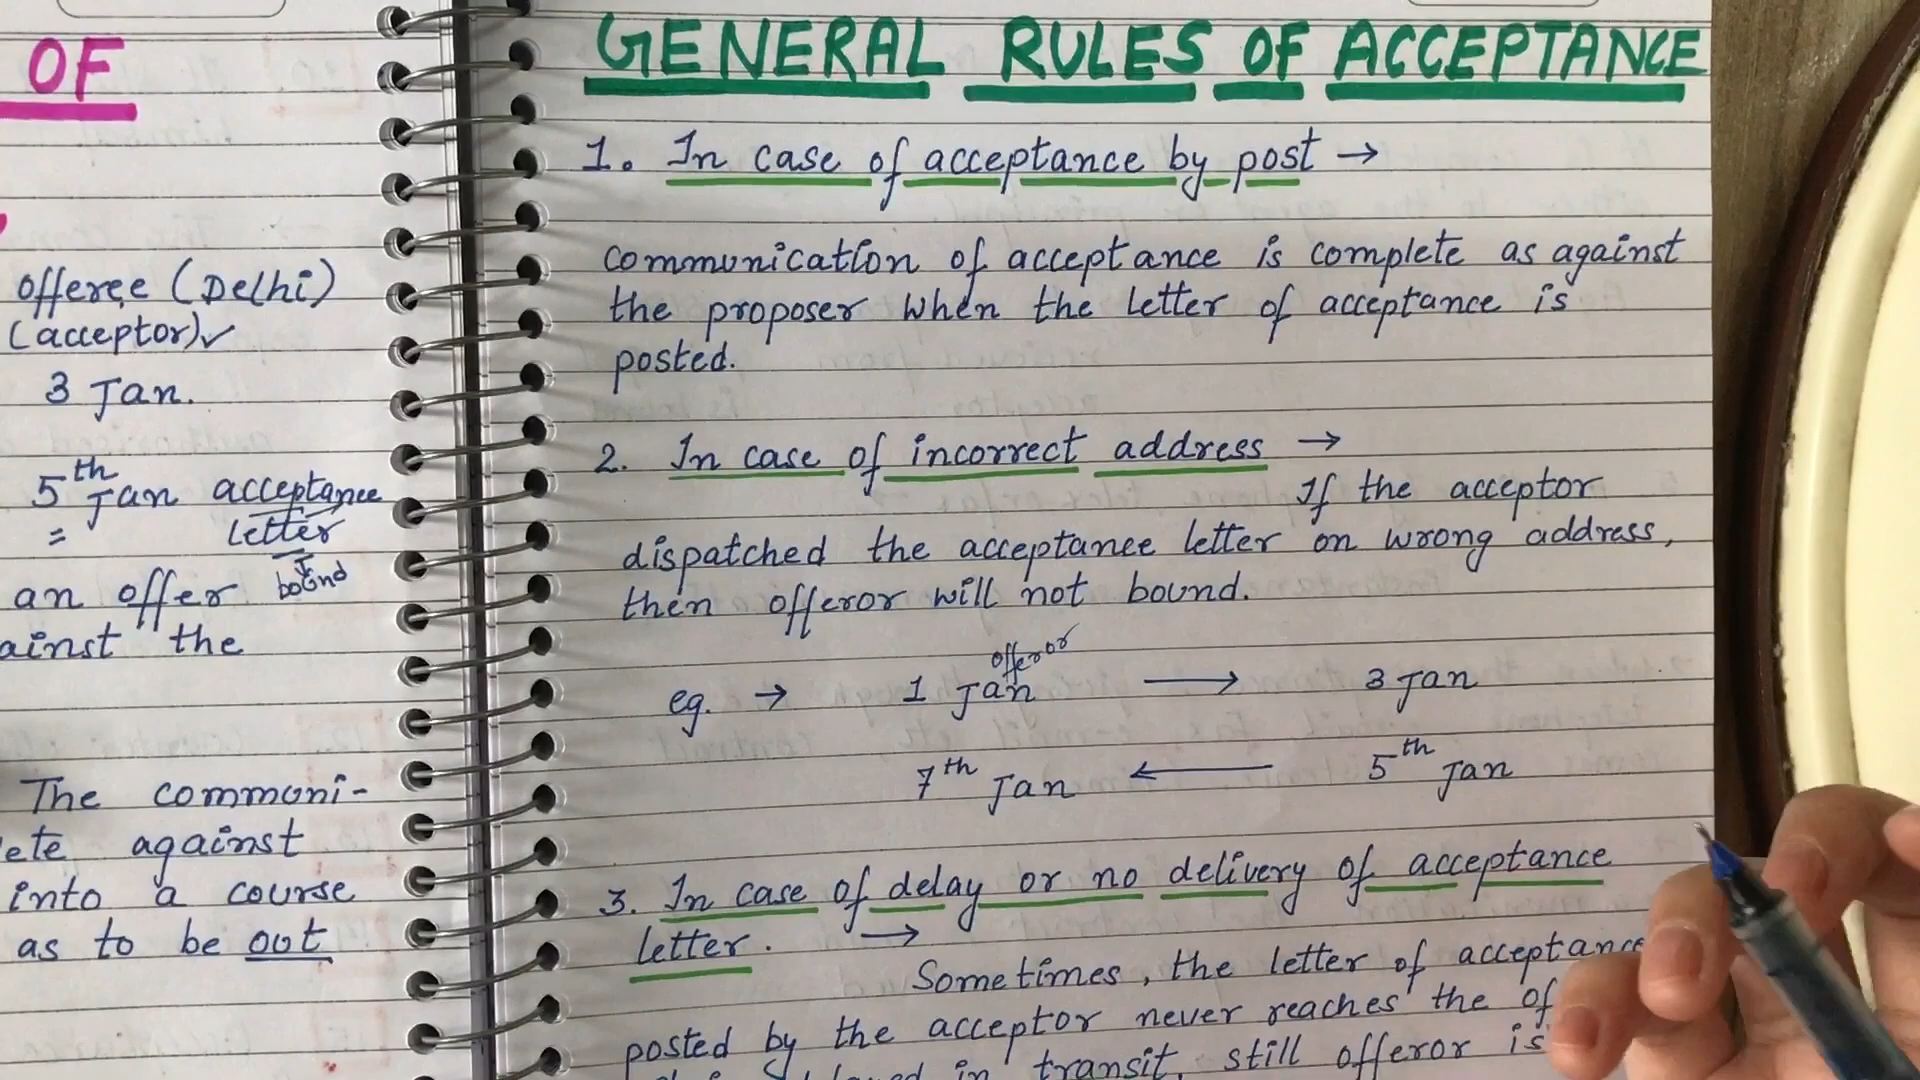 OF
offeree (Delhi)
(acceptor)✓
3 Jan.
5th Jan acceptance
= letter
bound
an offer
ainst the
The communi-
ete against
into a course
as to be out
GENERAL RULES OF ACCEPTANCE
1. In case of acceptance by post →
communication of acceptance is complete as against
the proposer when the letter of acceptance is
posted.
2. In case of incorrect address →
If the acceptor
dispatched the acceptance letter on wrong address,
then offeror will not bound.
offeror
eg. → 1 Jan → 3 Jan
7th Jan ← 5th Jan
3. In case of delay or no delivery of acceptance
letter. →
Sometimes, the letter of acceptance
posted by the acceptor never reaches the of
in transit, still offeror is